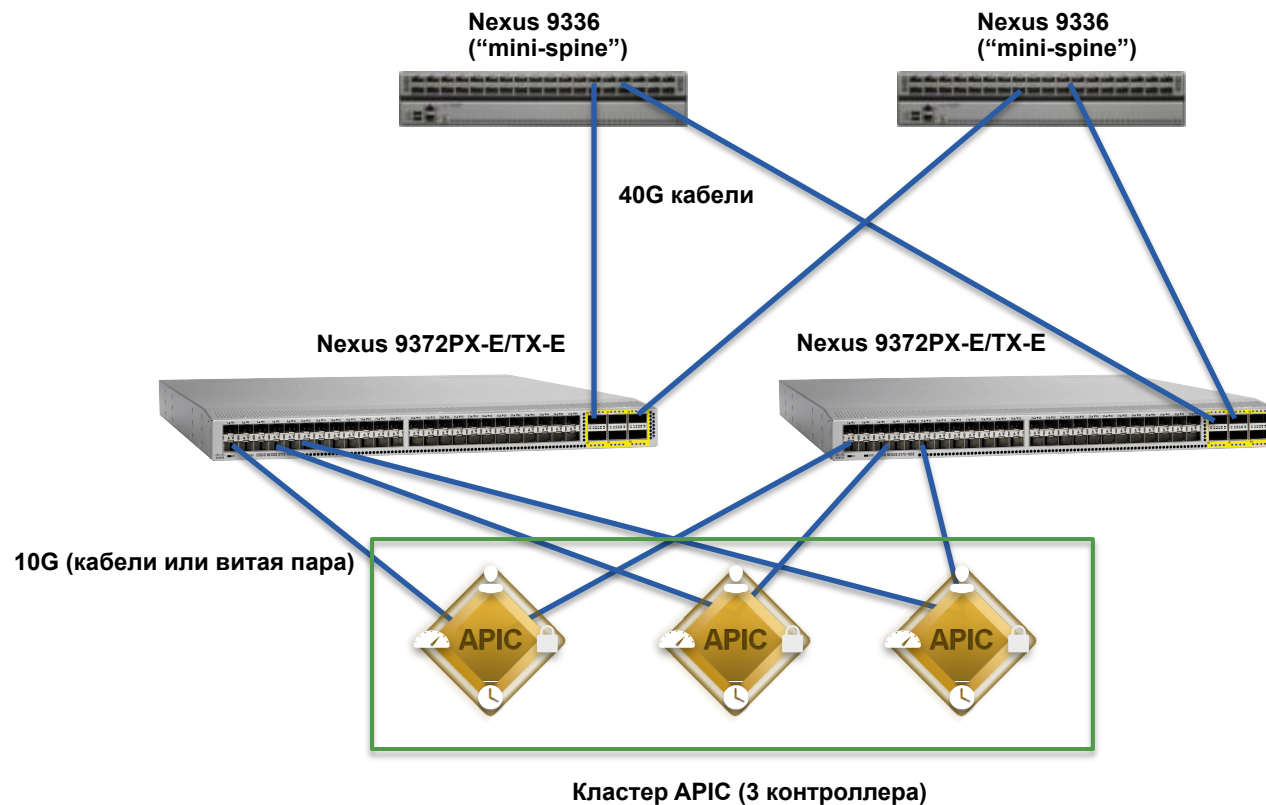 Nexus 9336
(“mini-spine”)
Nexus 9336
(“mini-spine”)
40G кабели
Nexus 9372PX-E/TX-E
Nexus 9372PX-E/TX-E
10G (кабели или витая пара)
APIC
APIC
APIC
Кластер APIC (3 контроллера)